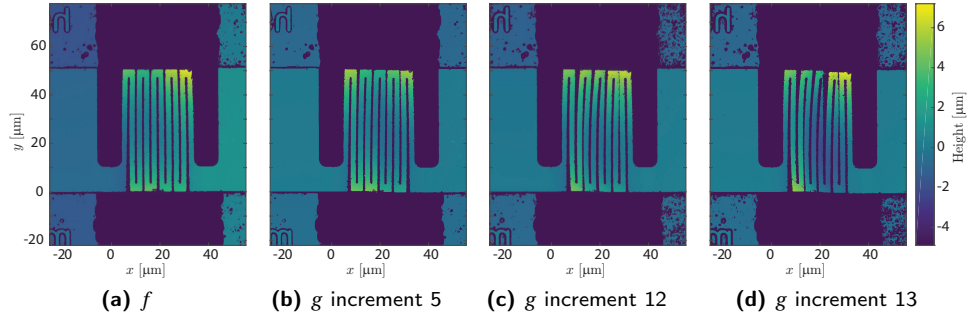 80
60
40
20
0
-20
y [µm]
-20 0 20 40
x [µm]
-20 0 20 40
x [µm]
-20 0 20 40
x [µm]
-20 0 20 40
x [µm]
6
4
2
0
-2
-4
Height [µm]
(a) f
(b) g increment 5
(c) g increment 12
(d) g increment 13